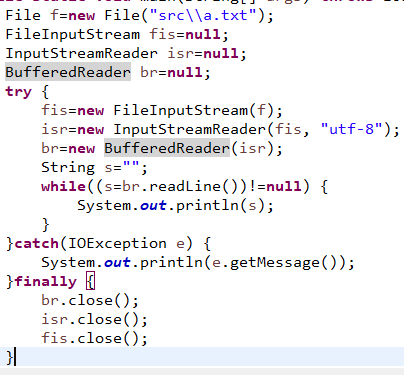 File f=new File("src\\a.txt");
FileInputStream fis=null;
InputStreamReader isr=null;
BufferedReader br=null;
try {
fis=new FileInputStream(f);
isr=new InputStreamReader(fis, "utf-8");
br=new BufferedReader(isr);
String s="";
while((s=br.readLine())!=null) {
System.out.println(s);
}
}catch(IOException e) {
System.out.println(e.getMessage());
}finally {
br.close();
isr.close();
fis.close();
}